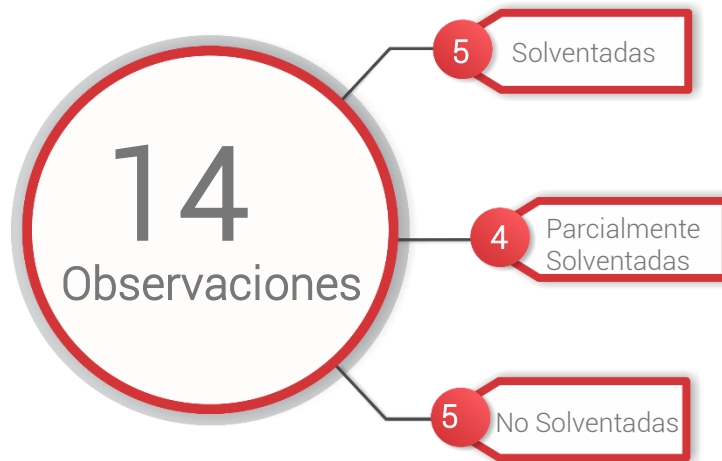 14
Observaciones
5
Solventadas
4
Parcialmente
Solventadas
5
No Solventadas